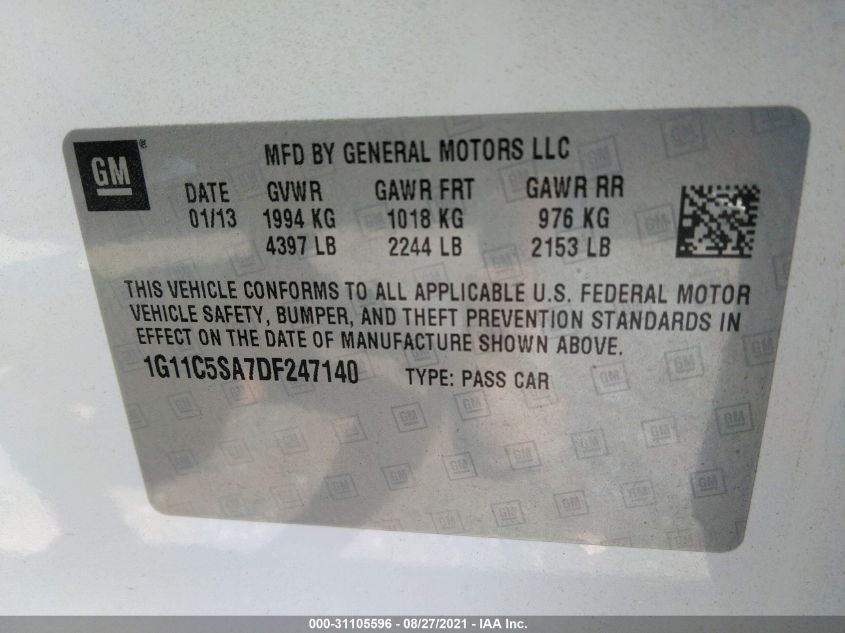 GM
MFD BY GENERAL MOTORS LLC
DATE GVWR GAWR FRT GAWR RR
01/13 1994 KG 1018 KG 976 KG
4397 LB 2244 LB 2153 LB
THIS VEHICLE CONFORMS TO ALL APPLICABLE U.S. FEDERAL MOTOR
VEHICLE SAFETY, BUMPER, AND THEFT PREVENTION STANDARDS IN
EFFECT ON THE DATE OF MANUFACTURE SHOWN ABOVE.
1G11C5SA7DF247140 TYPE: PASS CAR
000-31105596 - 08/27/2021 - IAA Inc.